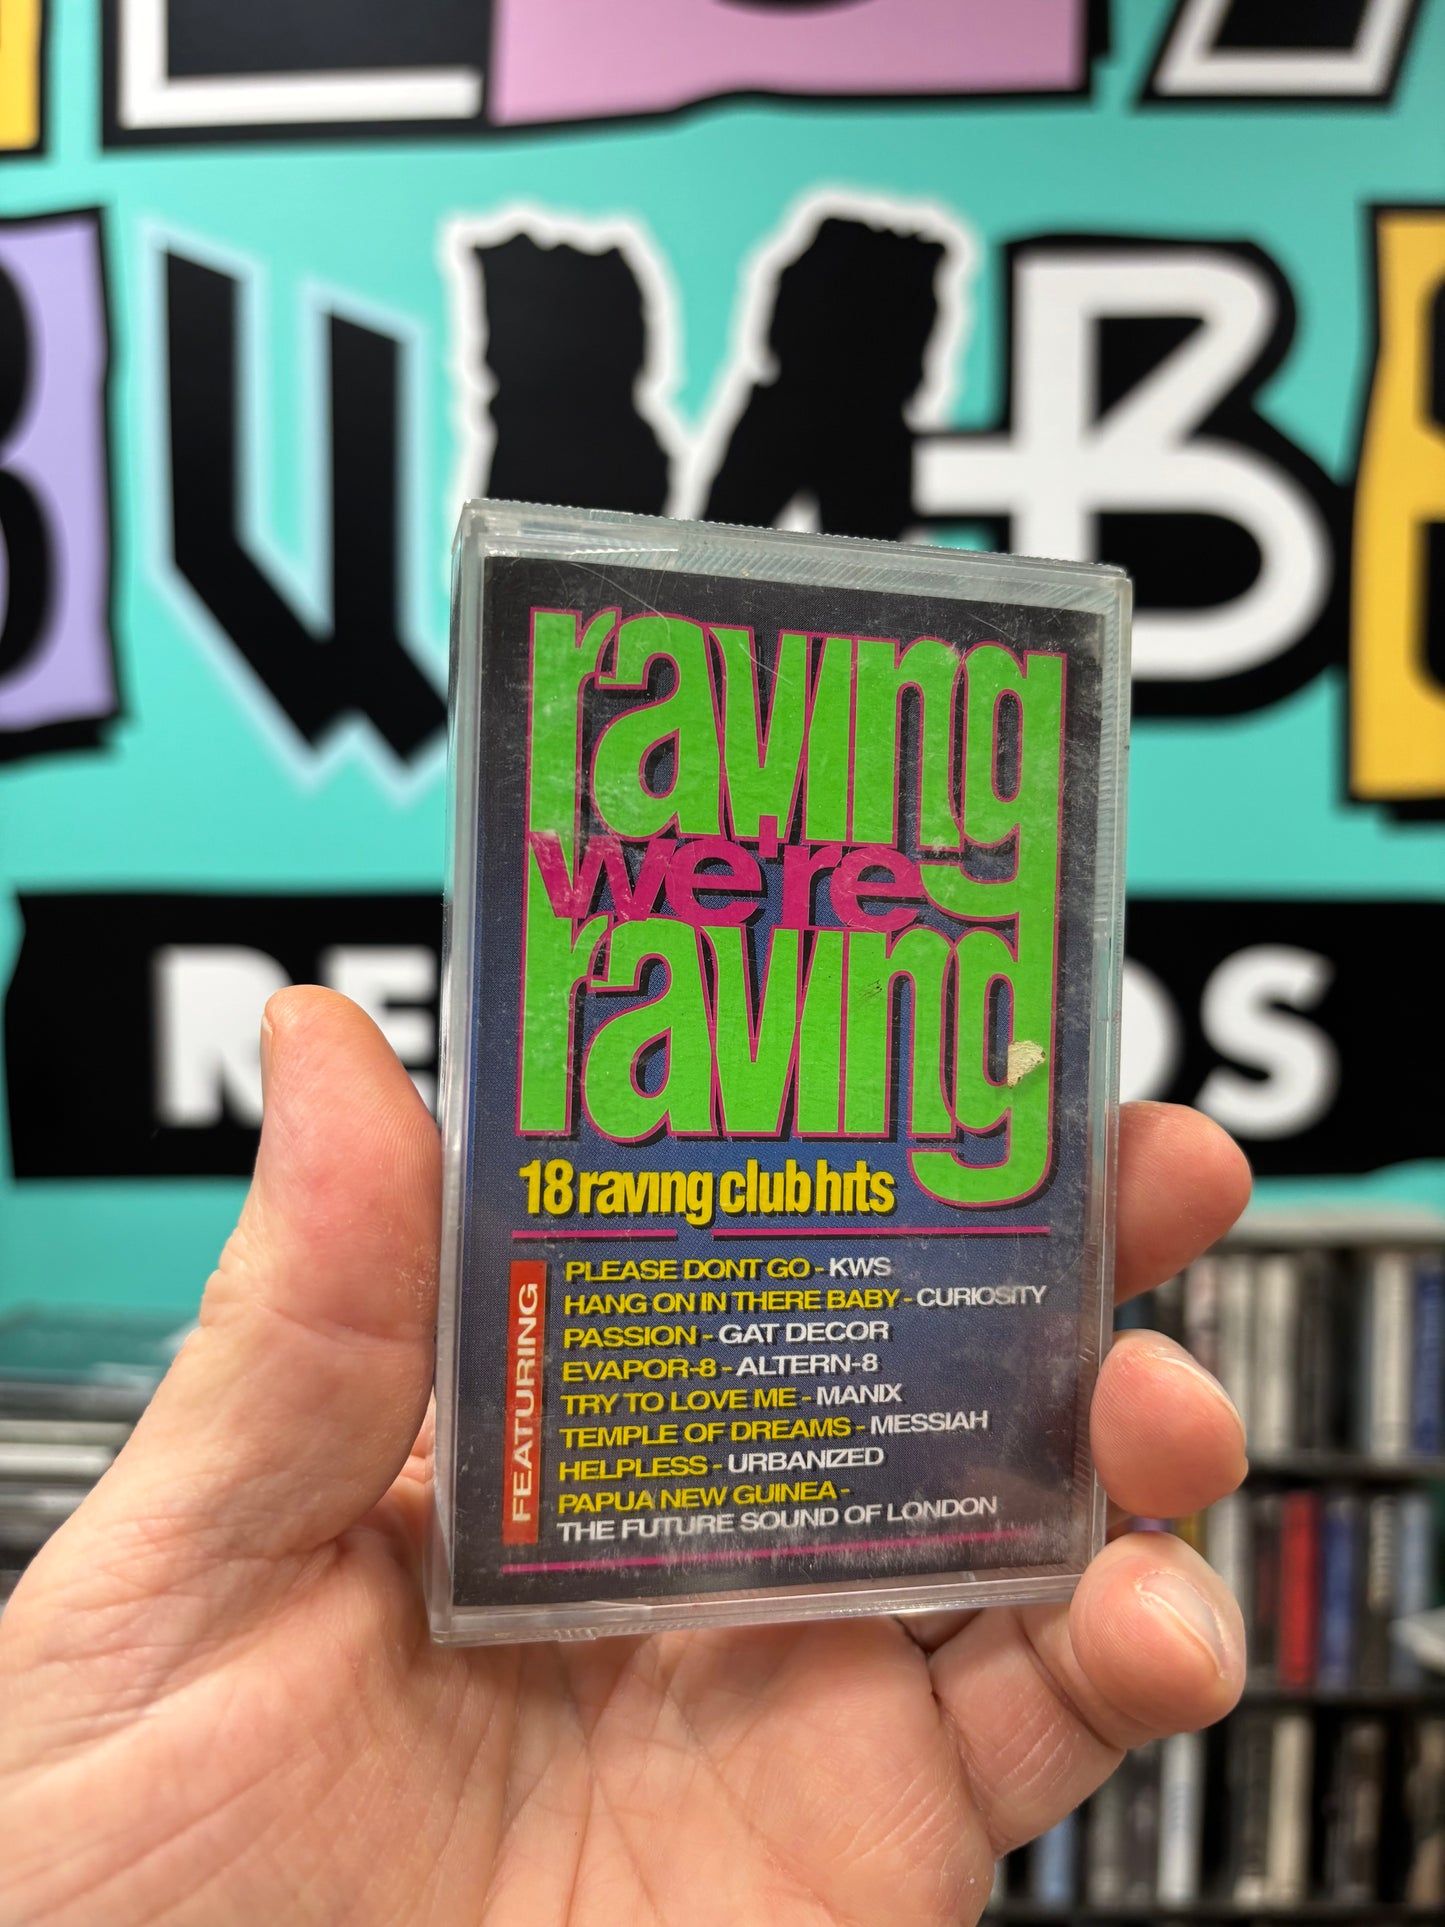 raving
we're
raving
18 raving club hits
FEATURING
PLEASE DONT GO - KWS
HANG ON IN THERE BABY - CURIOSITY
PASSION - GAT DECOR
EVAPOR-8 - ALTERN-8
TRY TO LOVE ME - MANIX
TEMPLE OF DREAMS - MESSIAH
HELPLESS - URBANIZED
PAPUA NEW GUINEA -
THE FUTURE SOUND OF LONDON